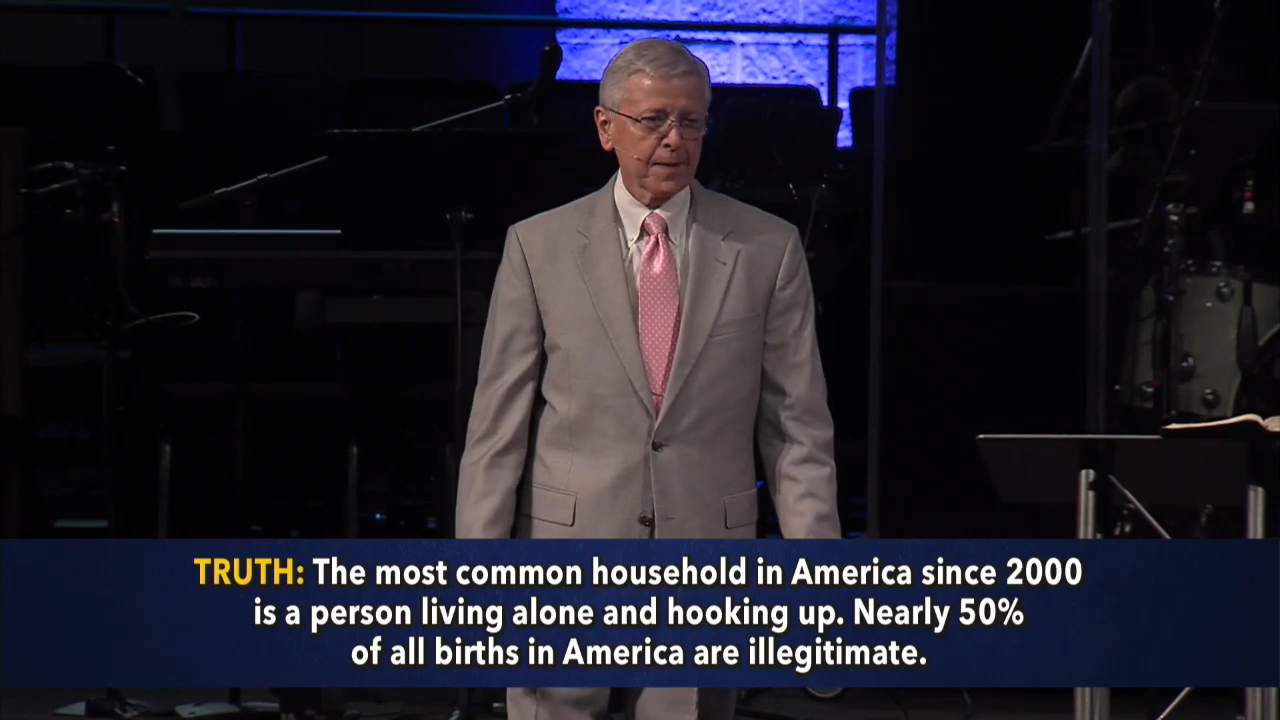 TRUTH: The most common household in America since 2000
is a person living alone and hooking up. Nearly 50%
of all births in America are illegitimate.